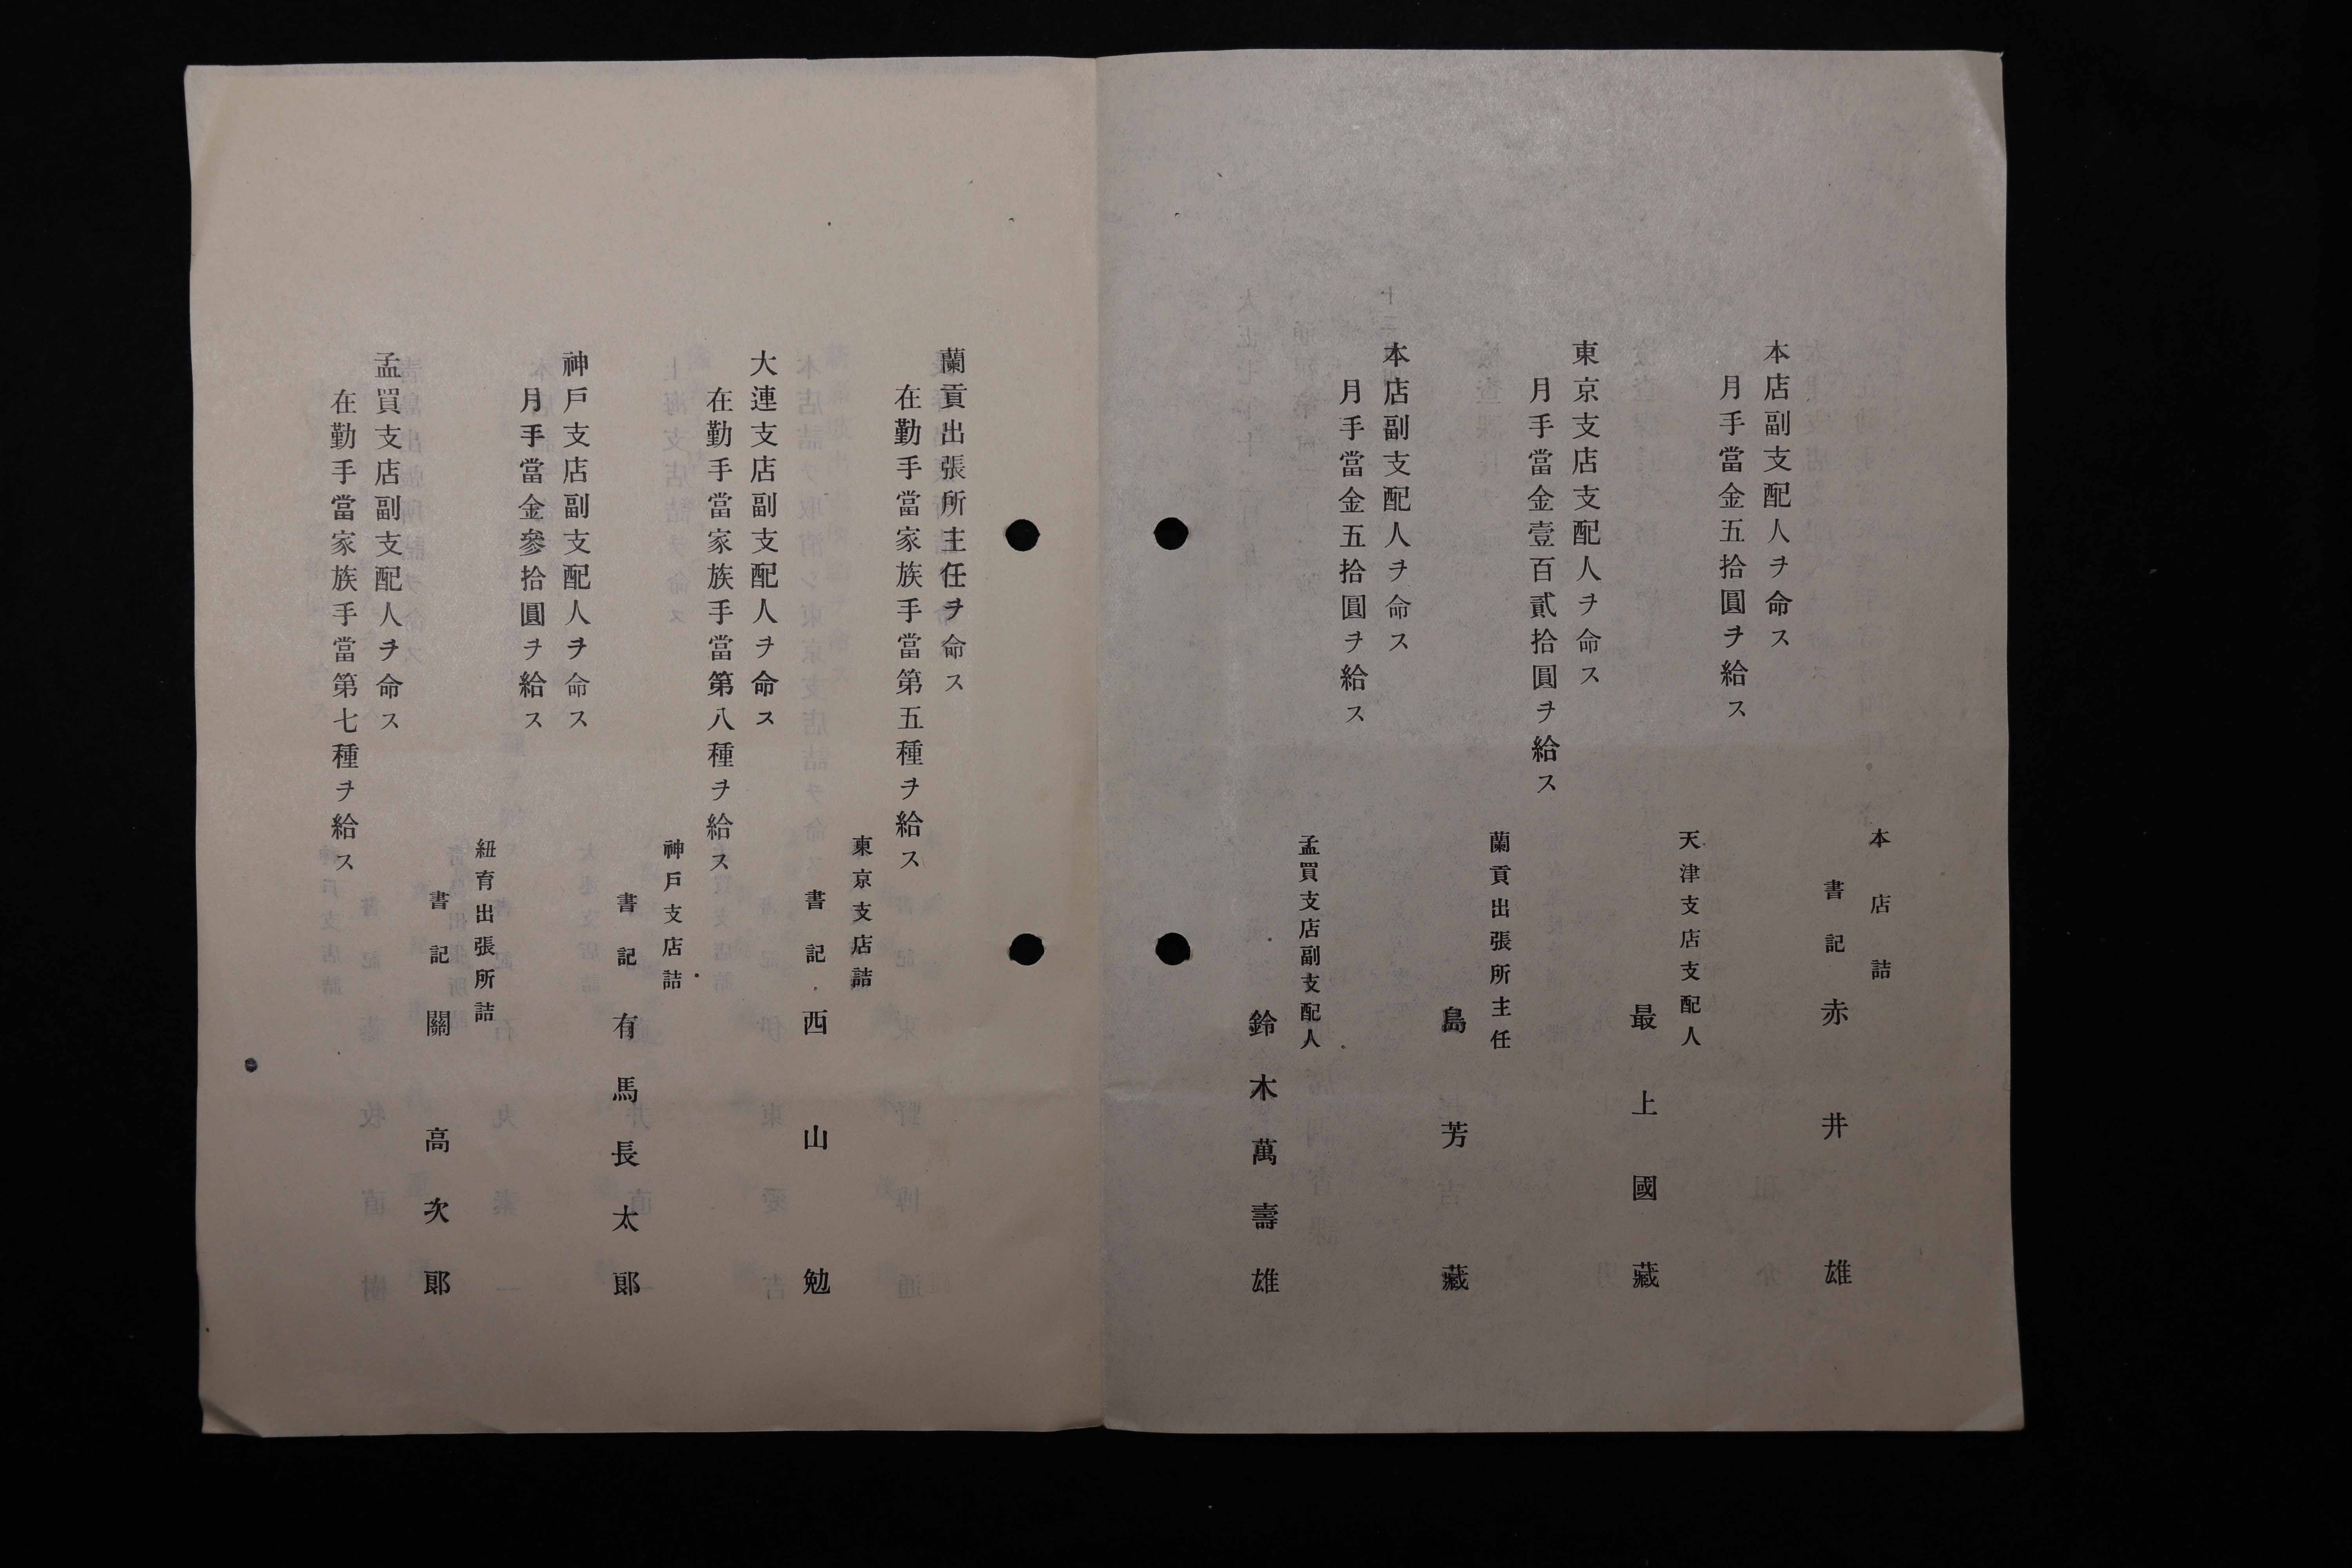 本店詰
書記 赤井雄
本店副支配人ヲ命ス
月手當金五拾圓ヲ給ス
天津支店支配人
最上國藏
東京支店支配人ヲ命ス
月手當金壹百貳拾圓ヲ給ス
蘭貢出張所主任
島芳藏
本店副支配人ヲ命ス
月手當金五拾圓ヲ給ス
孟買支店副支配人
鈴木萬壽雄
蘭貢出張所主任ヲ命ス
在勤手當家族手當第五種ヲ給ス
東京支店詰
書記 西山勉
大連支店副支配人ヲ命ス
在勤手當家族手當第八種ヲ給ス
神戶支店詰
書記 有馬長太郞
神戶支店副支配人ヲ命ス
月手當金參拾圓ヲ給ス
紐育出張所詰
書記 關高次郞
孟買支店副支配人ヲ命ス
在勤手當家族手當第七種ヲ給ス